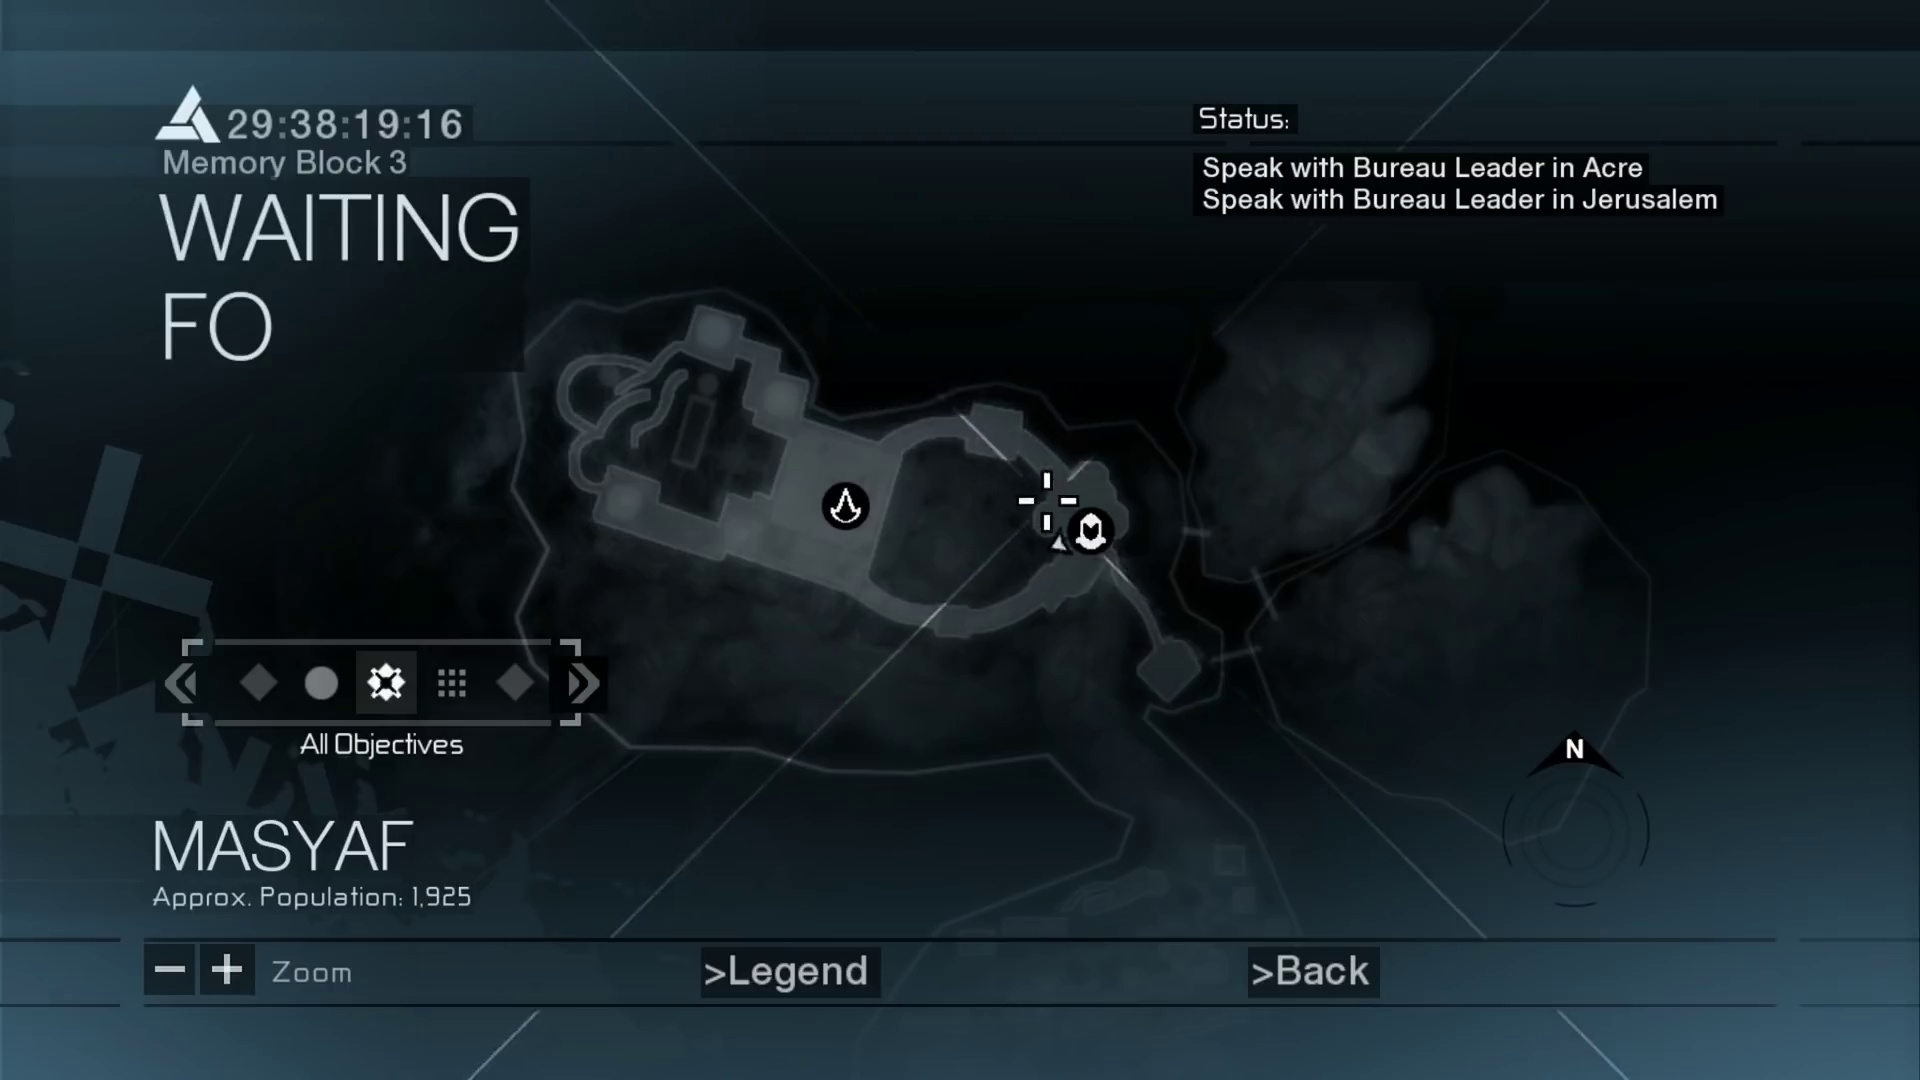 29:38:19:16
Memory Block 3
WAITING
FO
Status:
Speak with Bureau Leader in Acre
Speak with Bureau Leader in Jerusalem
All Objectives
N
MASYAF
Approx. Population: 1,925
Zoom
>Legend
>Back